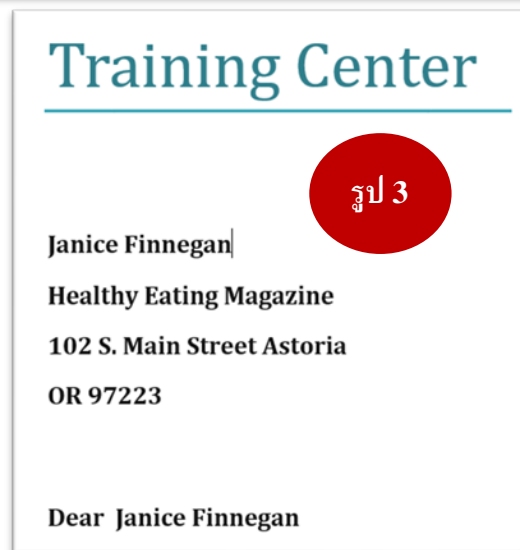 Training Center
รูป 3
Janice Finnegan
Healthy Eating Magazine
102 S. Main Street Astoria
OR 97223
Dear Janice Finnegan